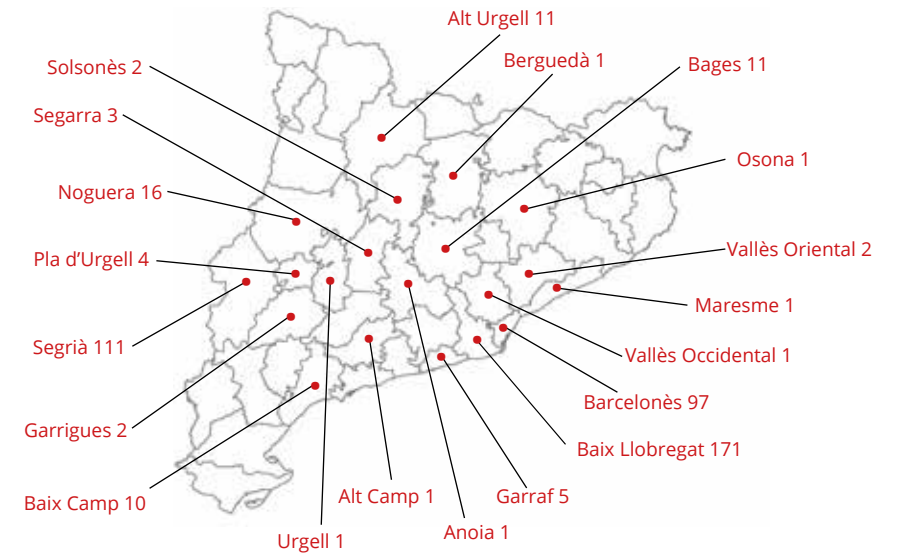 Alt Urgell 11
Berguedà 1
Bages 11
Solsonès 2
Segarra 3
Osona 1
Noguera 16
Vallès Oriental 2
Pla d’Urgell 4
Maresme 1
Segrià 111
Vallès Occidental 1
Barcelonès 97
Garrigues 2
Baix Llobregat 171
Baix Camp 10
Alt Camp 1
Garraf 5
Anoia 1
Urgell 1